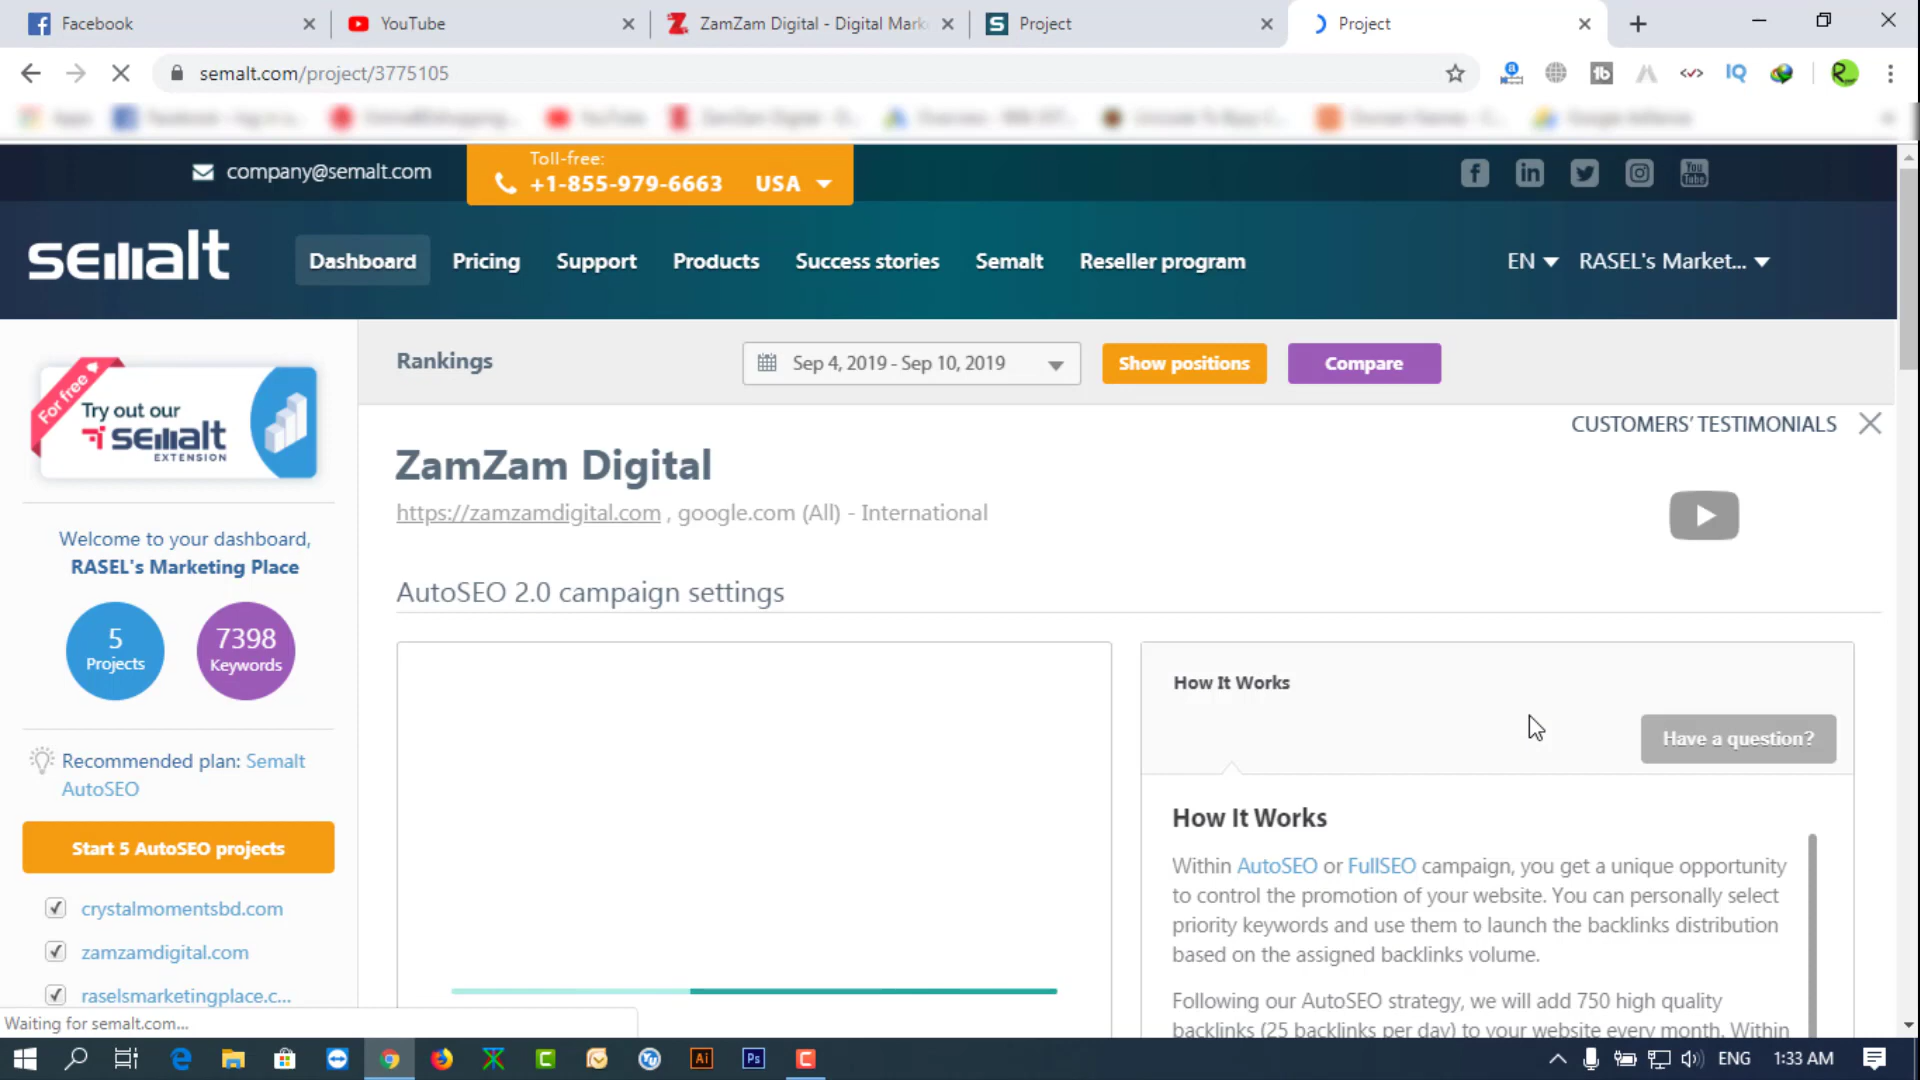 Facebook
YouTube
ZamZam Digital - Digital Mark
Project
Project
semalt.com/project/3775105
company@semalt.com
Toll-free:
+1-855-979-6663 USA
semalt
Dashboard Pricing Support Products Success stories Semalt Reseller program
EN RASEL's Market...
Rankings
Sep 4, 2019 - Sep 10, 2019
Show positions
Compare
For free
Try out our
semalt
EXTENSION
CUSTOMERS' TESTIMONIALS
ZamZam Digital
https://zamzamdigital.com , google.com (All) - International
Welcome to your dashboard,
RASEL's Marketing Place
AutoSEO 2.0 campaign settings
5
Projects
7398
Keywords
How It Works
Have a question?
Recommended plan: Semalt
AutoSEO
Start 5 AutoSEO projects
crystalmomentsbd.com
zamzamdigital.com
raselsmarketingplace.c...
How It Works
Within AutoSEO or FullSEO campaign, you get a unique opportunity
to control the promotion of your website. You can personally select
priority keywords and use them to launch the backlinks distribution
based on the assigned backlinks volume.
Following our AutoSEO strategy, we will add 750 high quality
backlinks (25 backlinks per day) to your website every month. Within
Waiting for semalt.com...
ENG 1:33 AM